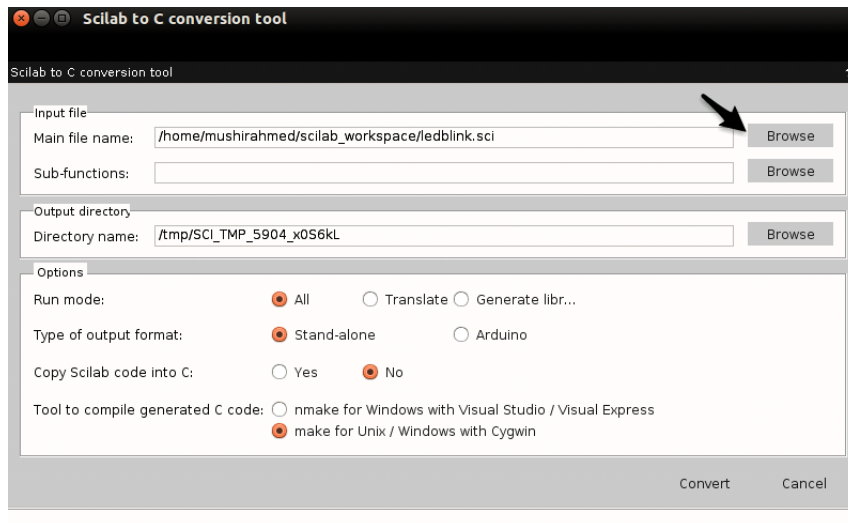 Scilab to C conversion tool
Scilab to C conversion tool
Input file
Main file name: /home/mushirahmed/scilab_workspace/ledblink.sci Browse
Sub-functions: Browse
Output directory
Directory name: /tmp/SCI_TMP_5904_x0S6kL Browse
Options
Run mode: All Translate Generate libr...
Type of output format: Stand-alone Arduino
Copy Scilab code into C: Yes No
Tool to compile generated C code: nmake for Windows with Visual Studio / Visual Express
make for Unix / Windows with Cygwin
Convert Cancel